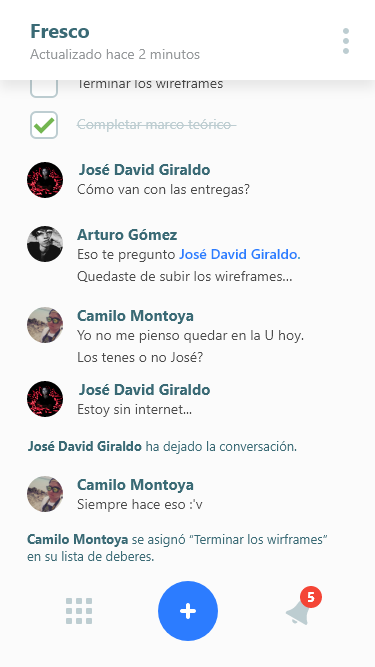 Fresco
Actualizado hace 2 minutos
Terminar los wireframes
Completar marco teórico
José David Giraldo
Cómo van con las entregas?
Arturo Gómez
Eso te pregunto José David Giraldo.
Quedaste de subir los wireframes...
Camilo Montoya
Yo no me pienso quedar en la U hoy.
Los tenes o no José?
José David Giraldo
Estoy sin internet...
José David Giraldo ha dejado la conversación.
Camilo Montoya
Siempre hace eso :'v
Camilo Montoya se asignó “Terminar los wirframes”
en su lista de deberes.
5